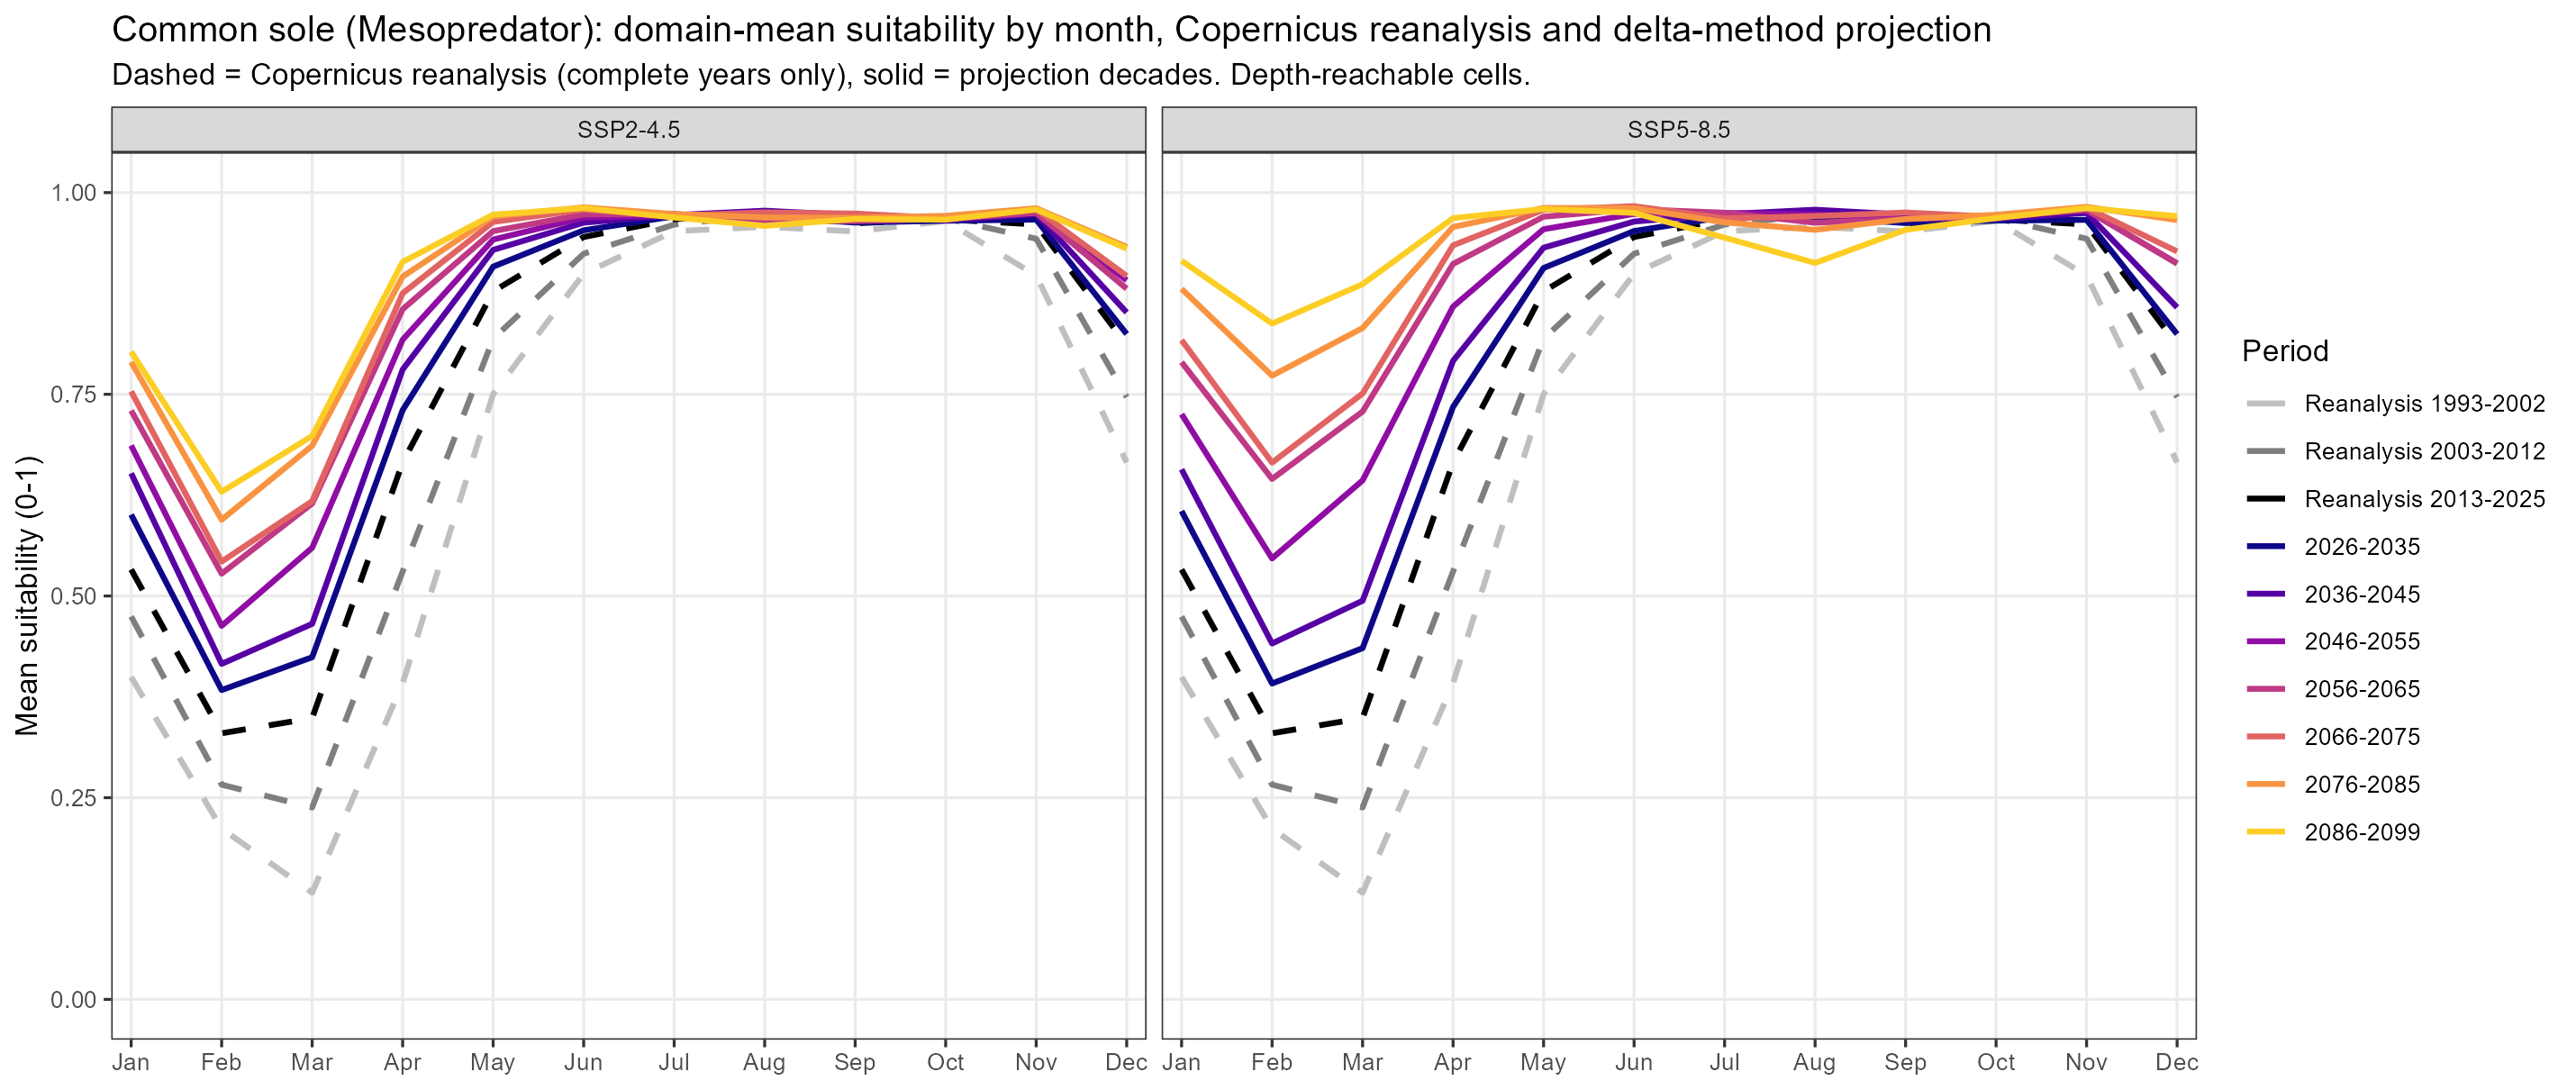 Common sole (Mesopredator): domain-mean suitability by month, Copernicus reanalysis and delta-method projection
Dashed = Copernicus reanalysis (complete years only), solid = projection decades. Depth-reachable cells.
SSP2-4.5
SSP5-8.5
Mean suitability (0-1)
1.00
0.75
0.50
0.25
0.00
Jan Feb Mar Apr May Jun Jul Aug Sep Oct Nov Dec
Jan Feb Mar Apr May Jun Jul Aug Sep Oct Nov Dec
Period
Reanalysis 1993-2002
Reanalysis 2003-2012
Reanalysis 2013-2025
2026-2035
2036-2045
2046-2055
2056-2065
2066-2075
2076-2085
2086-2099